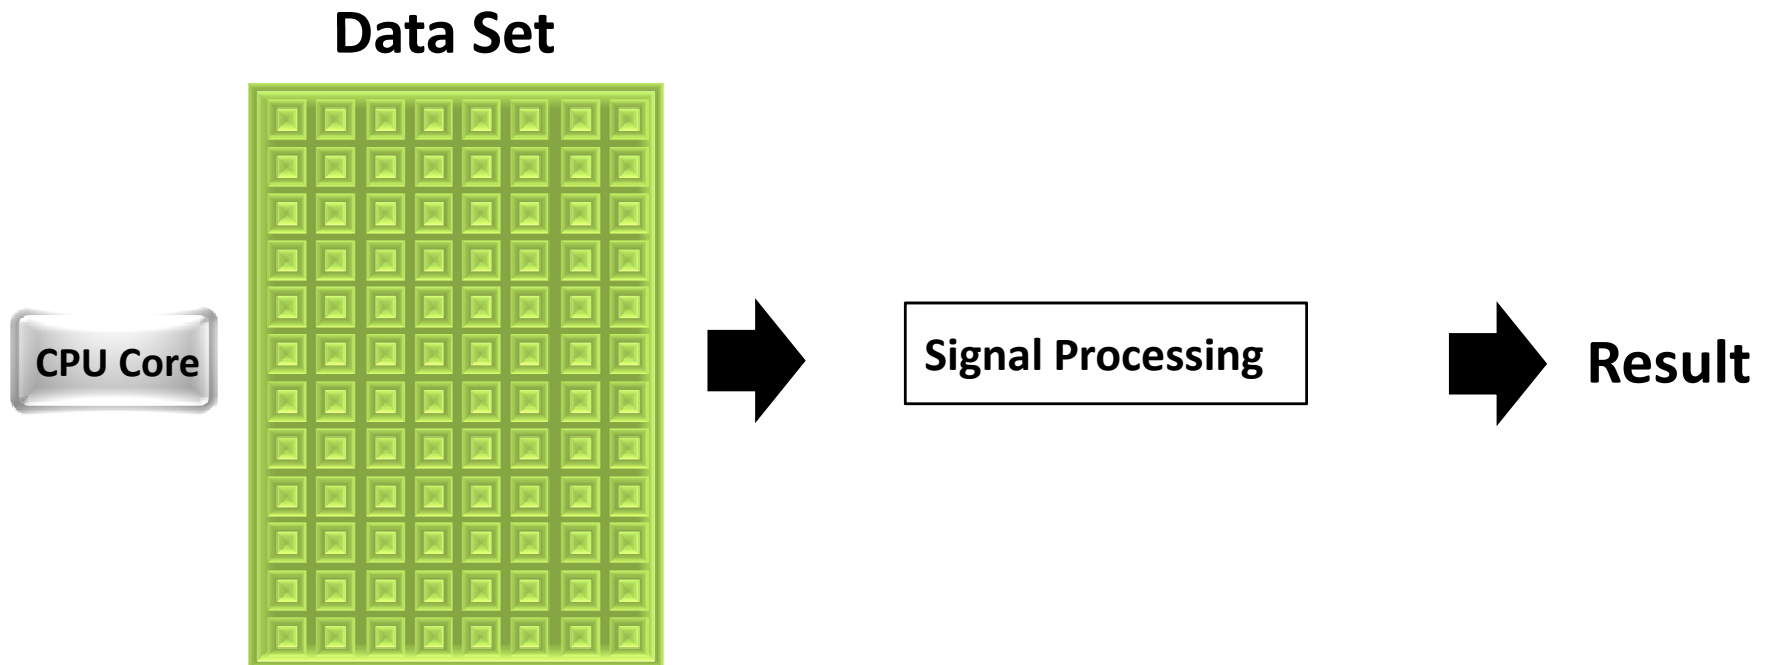 Data Set
CPU Core
Signal Processing
Result